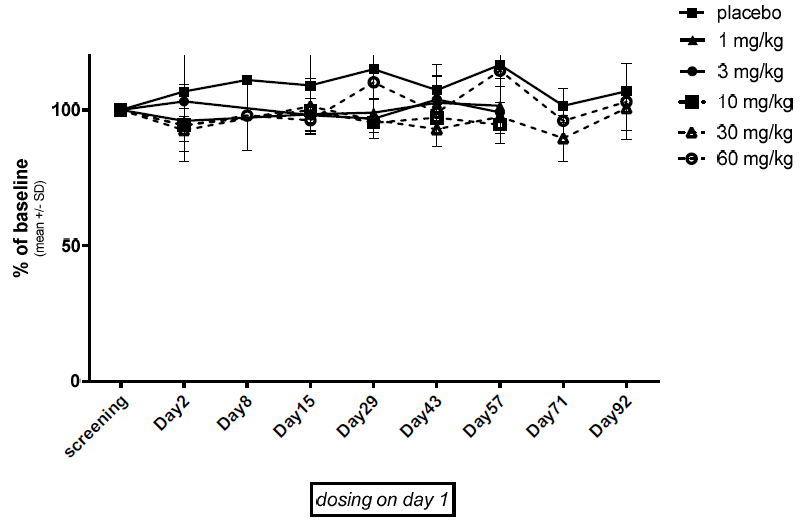 placebo
1 mg/kg
3 mg/kg
10 mg/kg
30 mg/kg
60 mg/kg
% of baseline
(mean +/- SD)
100
50
0
screening
Day2
Day8
Day15
Day29
Day43
Day57
Day71
Day92
dosing on day 1